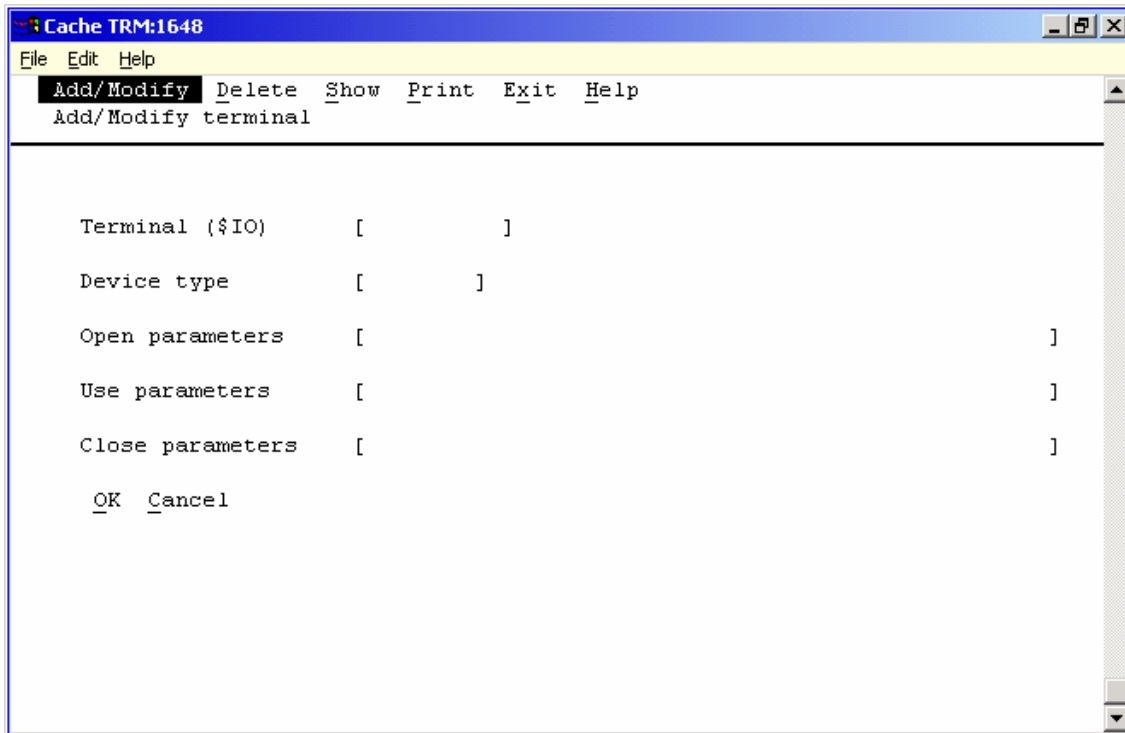 Cache TRM:1648
File Edit Help
Add/Modify Delete Show Print Exit Help
Add/Modify terminal
Terminal ($IO) [ ]
Device type [ ]
Open parameters [ ]
Use parameters [ ]
Close parameters [ ]
OK Cancel